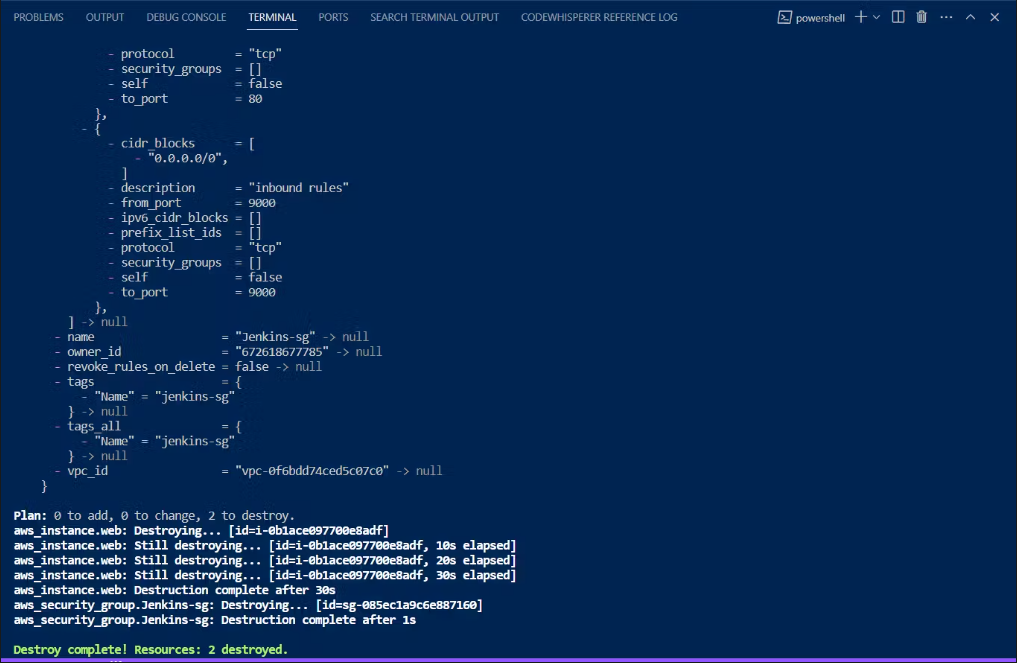 PROBLEMS OUTPUT DEBUG CONSOLE TERMINAL PORTS SEARCH TERMINAL OUTPUT CODEWHISPERER REFERENCE LOG powershell
- protocol = "tcp"
- security_groups = []
- self = false
- to_port = 80
},
- {
- cidr_blocks = [
- "0.0.0.0/0",
]
- description = "inbound rules"
- from_port = 9000
- ipv6_cidr_blocks = []
- prefix_list_ids = []
- protocol = "tcp"
- security_groups = []
- self = false
- to_port = 9000
},
] -> null
- name = "Jenkins-sg" -> null
- owner_id = "672618677785" -> null
- revoke_rules_on_delete = false -> null
- tags = {
- "Name" = "jenkins-sg"
} -> null
- tags_all = {
- "Name" = "jenkins-sg"
} -> null
- vpc_id = "vpc-0f6bdd74ced5c07c0" -> null
}
Plan: 0 to add, 0 to change, 2 to destroy.
aws_instance.web: Destroying... [id=i-0b1ace097700e8adf]
aws_instance.web: Still destroying... [id=i-0b1ace097700e8adf, 10s elapsed]
aws_instance.web: Still destroying... [id=i-0b1ace097700e8adf, 20s elapsed]
aws_instance.web: Still destroying... [id=i-0b1ace097700e8adf, 30s elapsed]
aws_instance.web: Destruction complete after 30s
aws_security_group.Jenkins-sg: Destroying... [id=sg-085ec1a9c6e887160]
aws_security_group.Jenkins-sg: Destruction complete after 1s
Destroy complete! Resources: 2 destroyed.